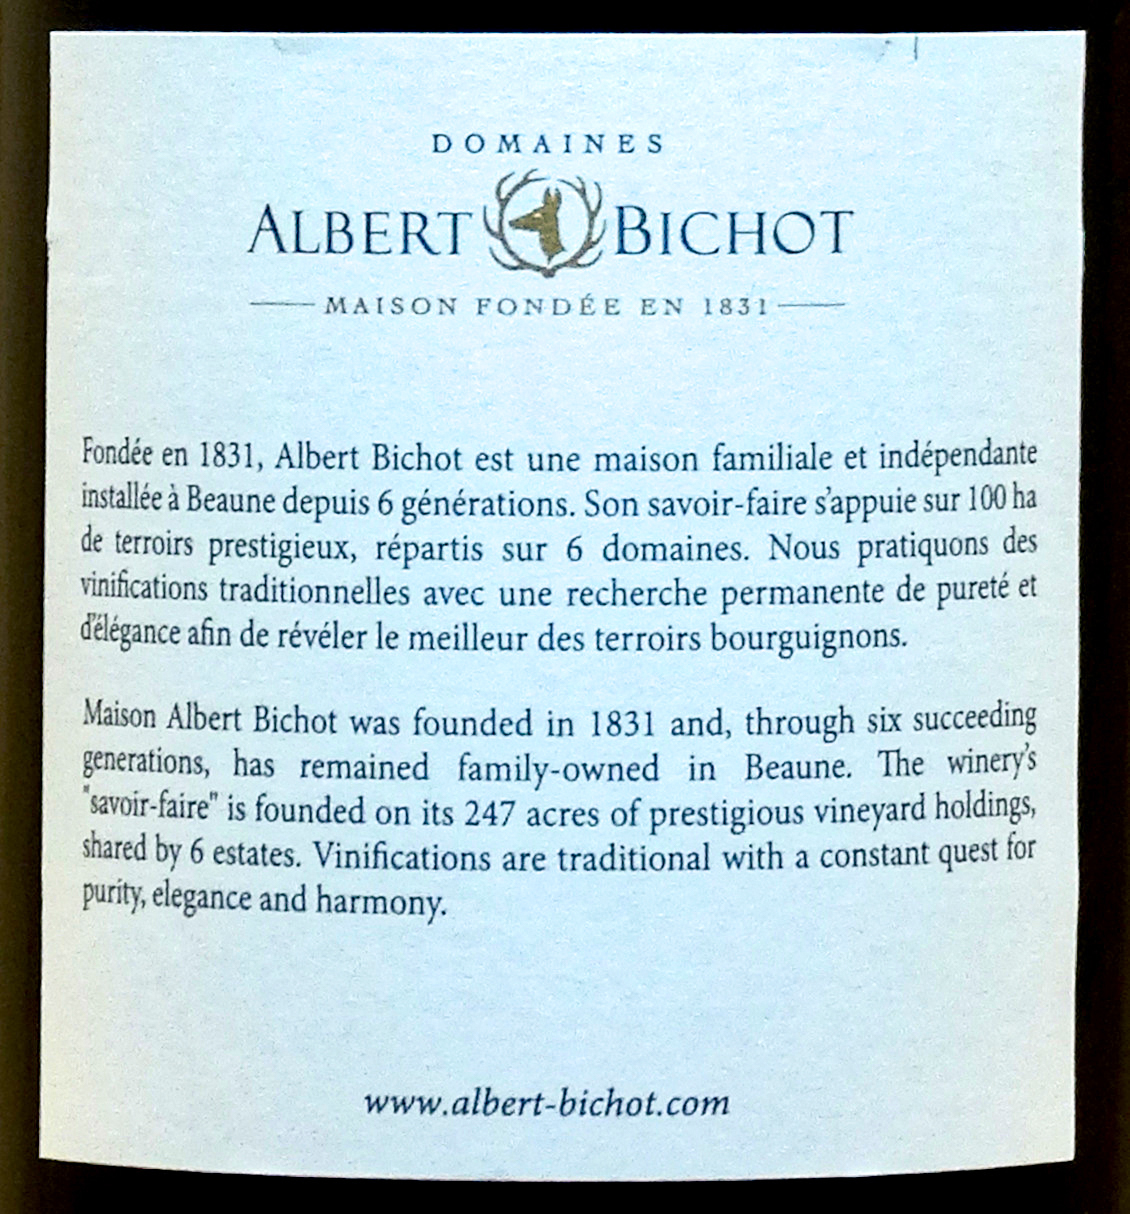 DOMAINES
ALBERT BICHOT
MAISON FONDÉE EN 1831
Fondée en 1831, Albert Bichot est une maison familiale et indépendante
installée à Beaune depuis 6 générations. Son savoir-faire s'appuie sur 100 ha
de terroirs prestigieux, répartis sur 6 domaines. Nous pratiquons des
vinifications traditionnelles avec une recherche permanente de pureté et
d'élégance afin de révéler le meilleur des terroirs bourguignons.
Maison Albert Bichot was founded in 1831 and, through six succeeding
generations, has remained family-owned in Beaune. The winery's
"savoir-faire" is founded on its 247 acres of prestigious vineyard holdings,
shared by 6 estates. Vinifications are traditional with a constant quest for
purity, elegance and harmony.
www.albert-bichot.com